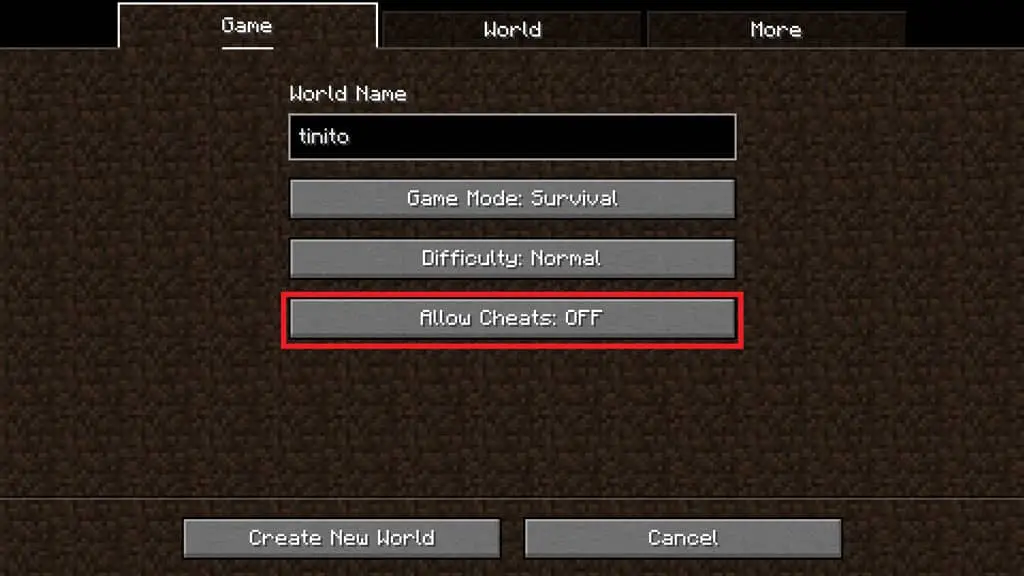 Game
World
More
World Name
tinito
Game Mode: Survival
Difficulty: Normal
Allow Cheats: OFF
Create New World
Cancel